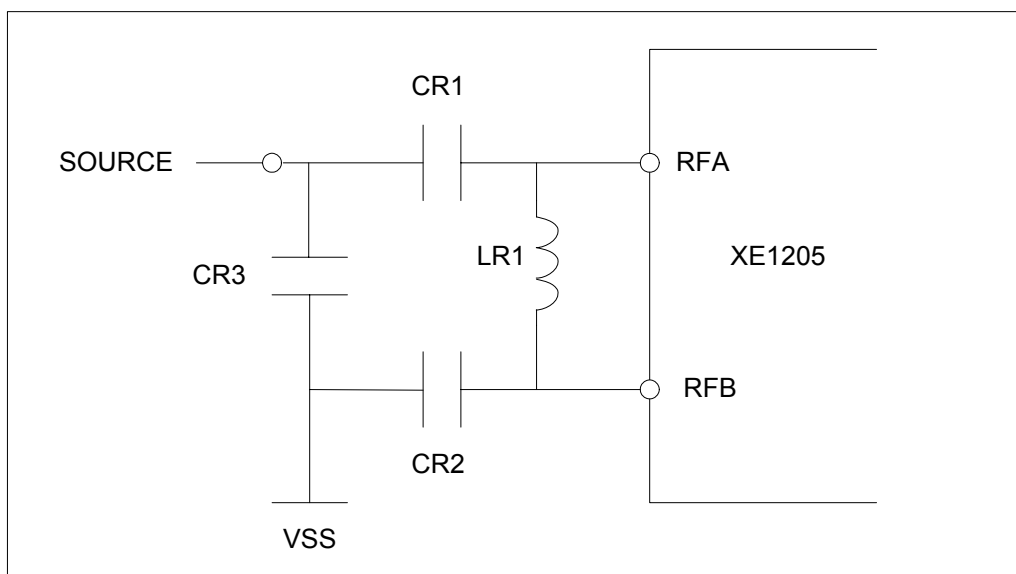 CR1
SOURCE
RFA
CR3
LR1
XE1205
RFB
CR2
VSS